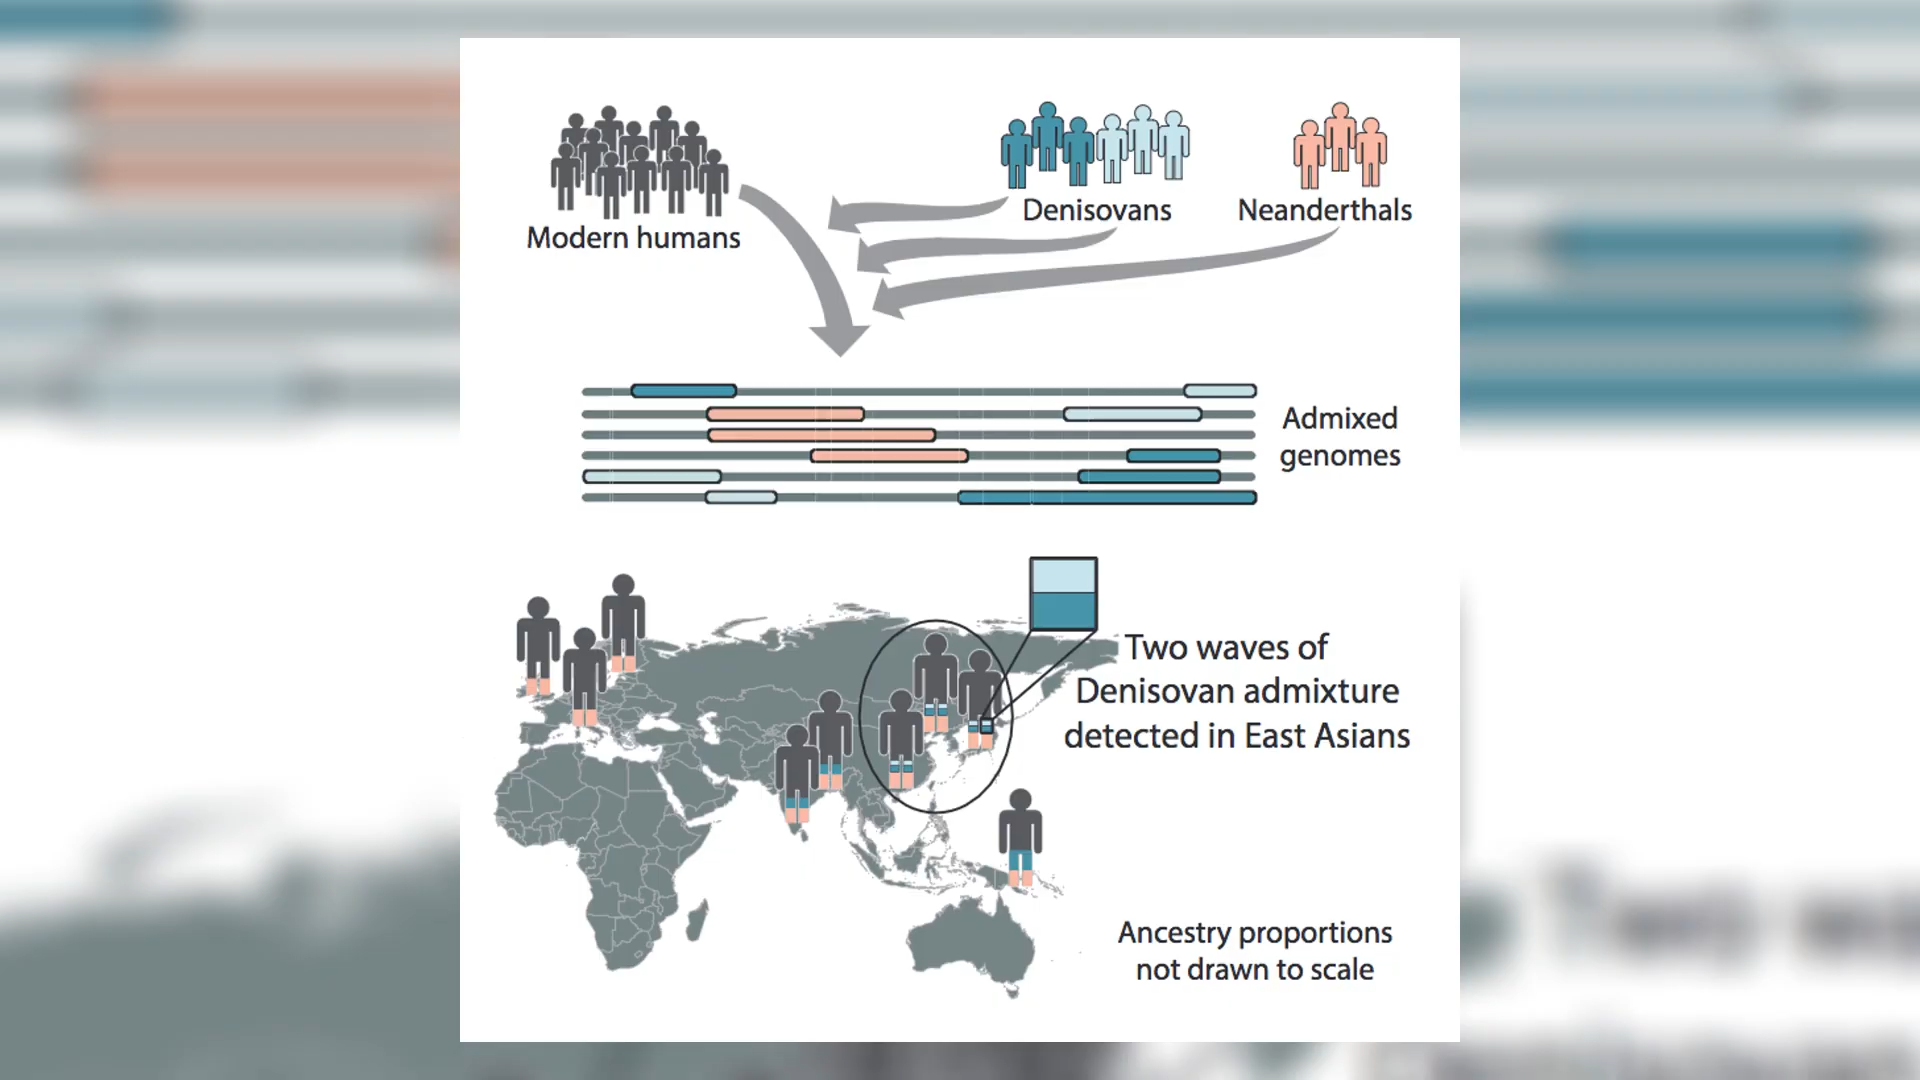 Modern humans
Denisovans
Neanderthals
Admixed
genomes
Two waves of
Denisovan admixture
detected in East Asians
Ancestry proportions
not drawn to scale